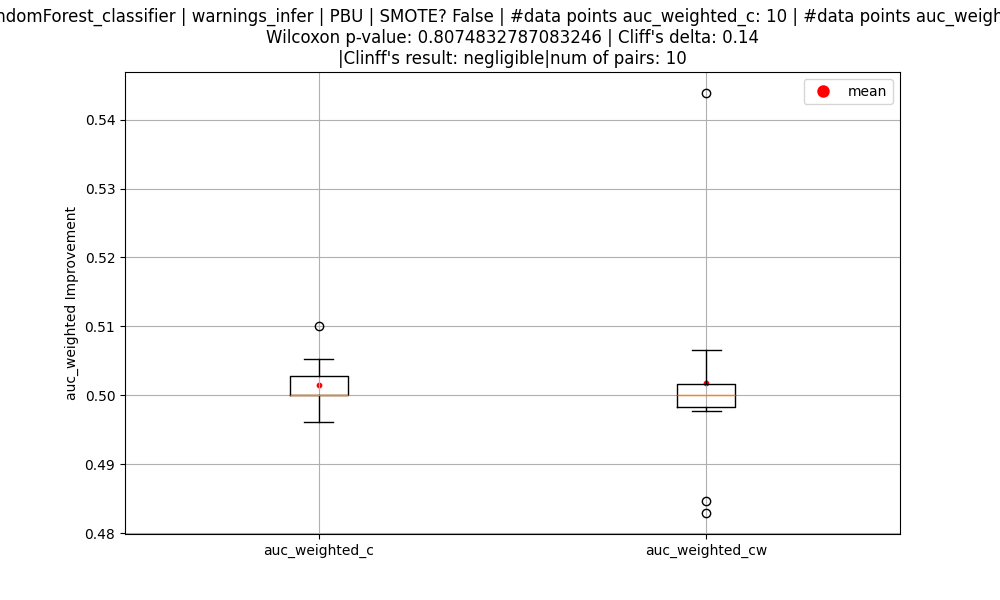 ndomForest_classifier | warnings_infer | PBU | SMOTE? False | #data points auc_weighted_c: 10 | #data points auc_weigh
Wilcoxon p-value: 0.8074832787083246 | Cliff's delta: 0.14
|Clinff's result: negligible|num of pairs: 10
mean
0.54
0.53
0.52
0.51
0.50
0.49
0.48
auc_weighted Improvement
auc_weighted_c
auc_weighted_cw